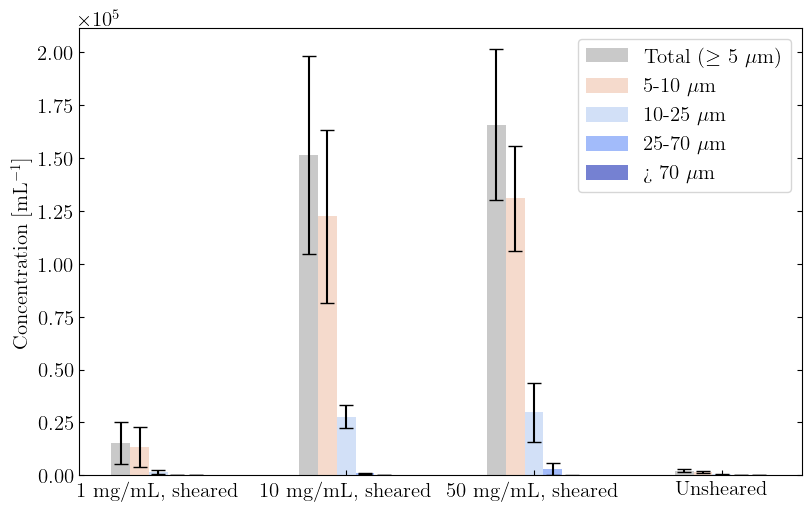 ×10⁵
2.00
1.75
1.50
1.25
1.00
0.75
0.50
0.25
0.00
Concentration [mL⁻¹]
Total (≥ 5 μm)
5-10 μm
10-25 μm
25-70 μm
¿ 70 μm
1 mg/mL, sheared
10 mg/mL, sheared
50 mg/mL, sheared
Unsheared